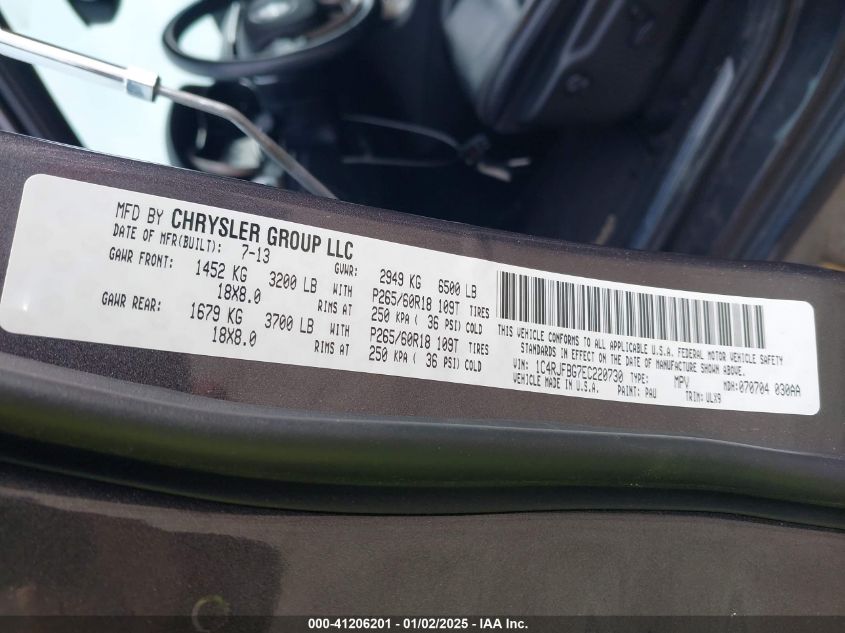 MFD BY CHRYSLER GROUP LLC
DATE OF MFR(BUILT): 7-13 GVWR: 2949 KG 6500 LB
GAWR FRONT: 1452 KG 3200 LB WITH P265/60R18 109T TIRES
18X8.0 RIMS AT 250 KPA ( 36 PSI) COLD
GAWR REAR: 1679 KG 3700 LB WITH P265/60R18 109T TIRES
18X8.0 RIMS AT 250 KPA ( 36 PSI) COLD
THIS VEHICLE CONFORMS TO ALL APPLICABLE U.S.A. FEDERAL MOTOR VEHICLE SAFETY
STANDARDS IN EFFECT ON THE DATE OF MANUFACTURE SHOWN ABOVE.
VIN: 1C4RJFBG7EC220730 TYPE: MPV MDH: 070704 030AA
VEHICLE MADE IN U.S.A. PAINT: PAU TRIM: ULX9
000-41206201 - 01/02/2025 - IAA Inc.